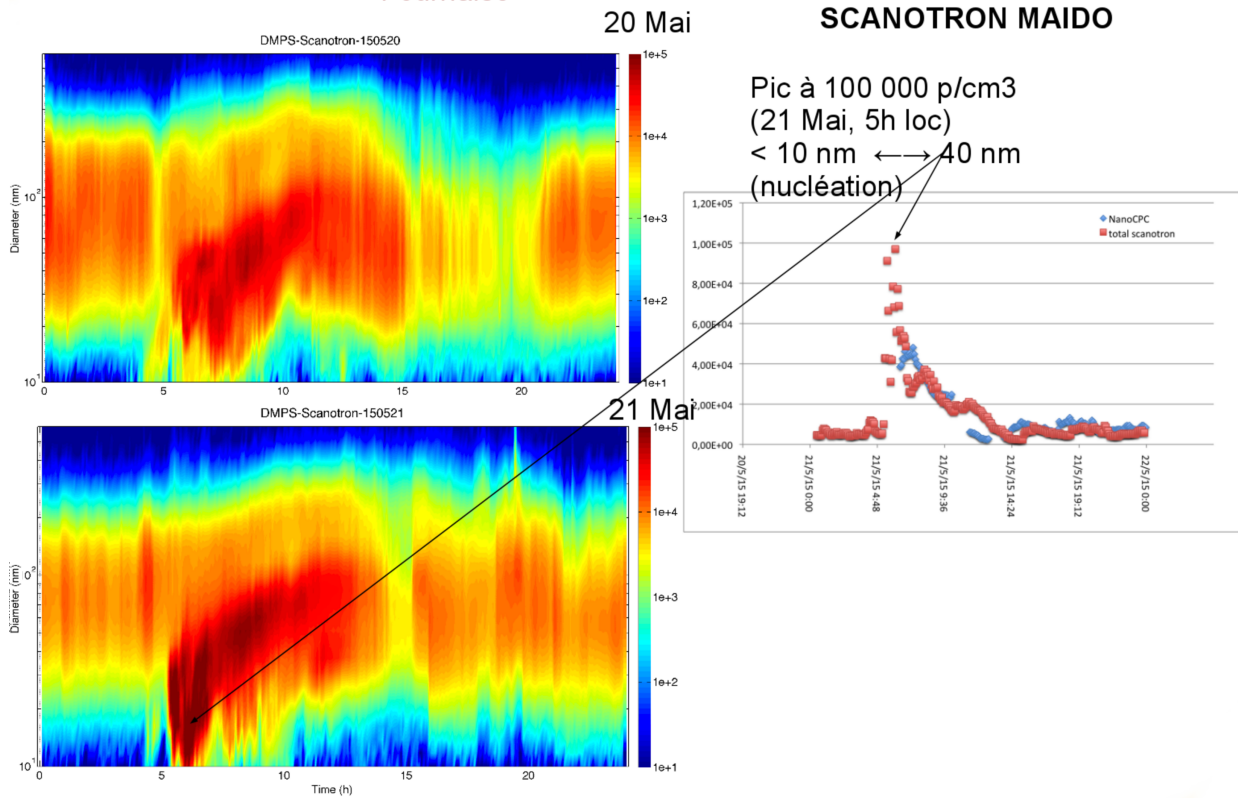 20 Mai
SCANOTRON MAIDO
DMPS-Scanotron-150520
Diameter (nm)
10^2
10^1
0
5
10
15
20
1e+5
1e+4
1e+3
1e+2
1e+1
Pic à 100 000 p/cm3
(21 Mai, 5h loc)
< 10 nm ←→ 40 nm
(nucléation)
1,20E+05
1,00E+05
8,00E+04
6,00E+04
4,00E+04
2,00E+04
0,00E+00
NanoCPC
total scanotron
20/5/15 19:12
21/5/15 0:00
21/5/15 4:48
21/5/15 9:36
21/5/15 14:24
21/5/15 19:12
22/5/15 0:00
21 Mai
DMPS-Scanotron-150521
Diameter (nm)
10^1
0
5
10
15
20
Time (h)
1e+5
1e+4
1e+3
1e+2
1e+1